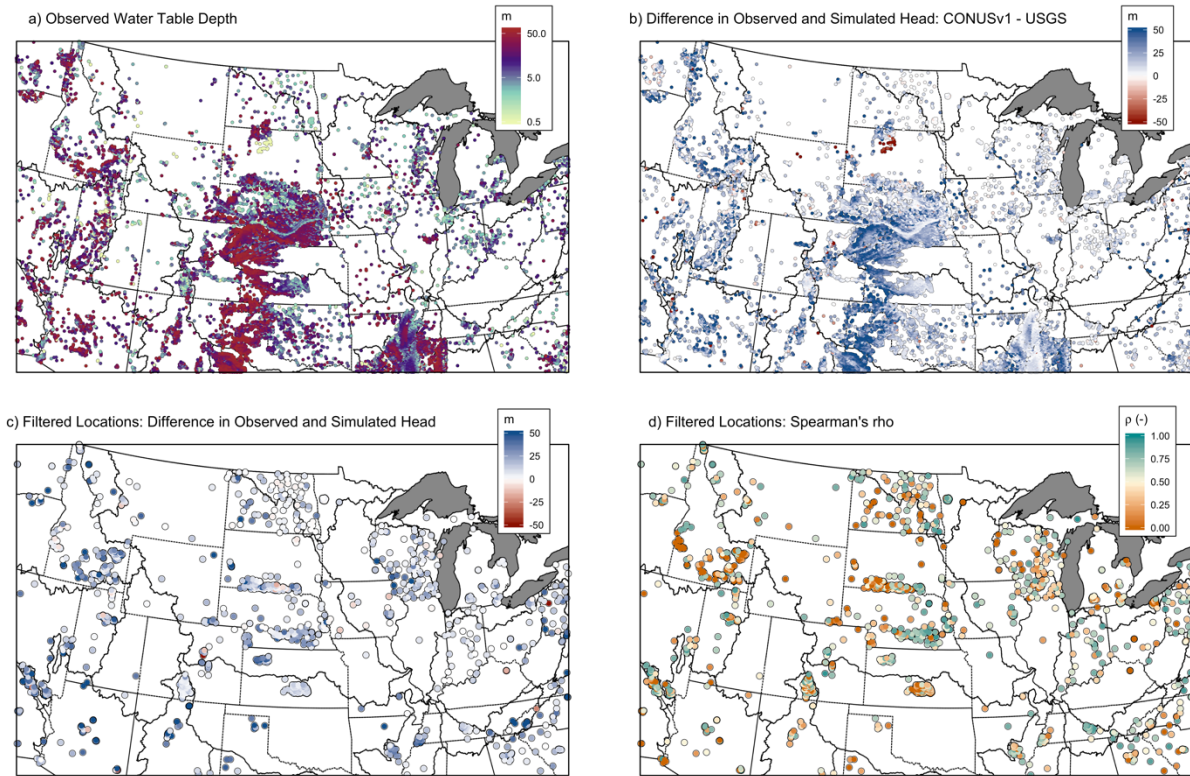 a) Observed Water Table Depth
m
50.0
5.0
0.5
b) Difference in Observed and Simulated Head: CONUSv1 - USGS
m
50
25
0
-25
-50
c) Filtered Locations: Difference in Observed and Simulated Head
m
50
25
0
-25
-50
d) Filtered Locations: Spearman's rho
ρ (-)
1.00
0.75
0.50
0.25
0.00